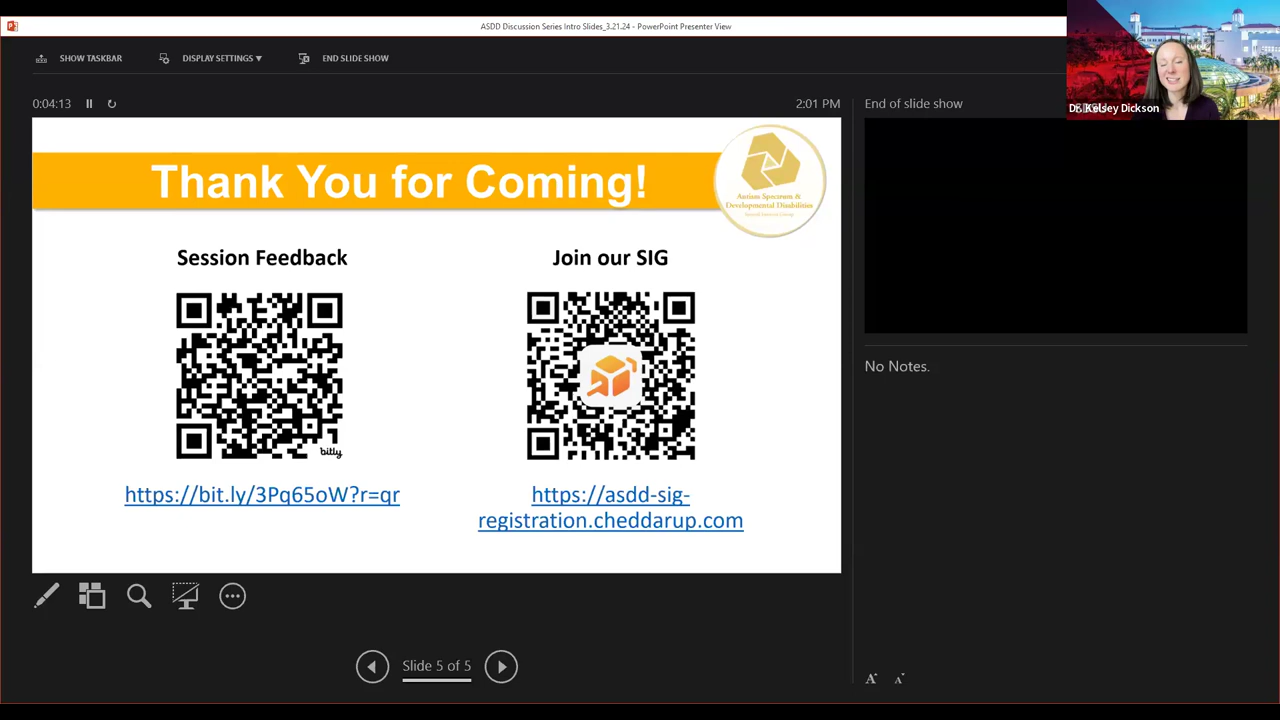 ASDD Discussion Series Intro Slides_3.21.24 - PowerPoint Presenter View
SHOW TASKBAR
DISPLAY SETTINGS ▼
END SLIDE SHOW
Dr. Kelsey Dickson
0:04:13
2:01 PM
End of slide show
Thank You for Coming!
Autism Spectrum &
Developmental Disabilities
Special Interest Group
Session Feedback
Join our SIG
bitly
https://bit.ly/3Pq65oW?r=qr
https://asdd-sig-
registration.cheddarup.com
No Notes.
Slide 5 of 5
A A